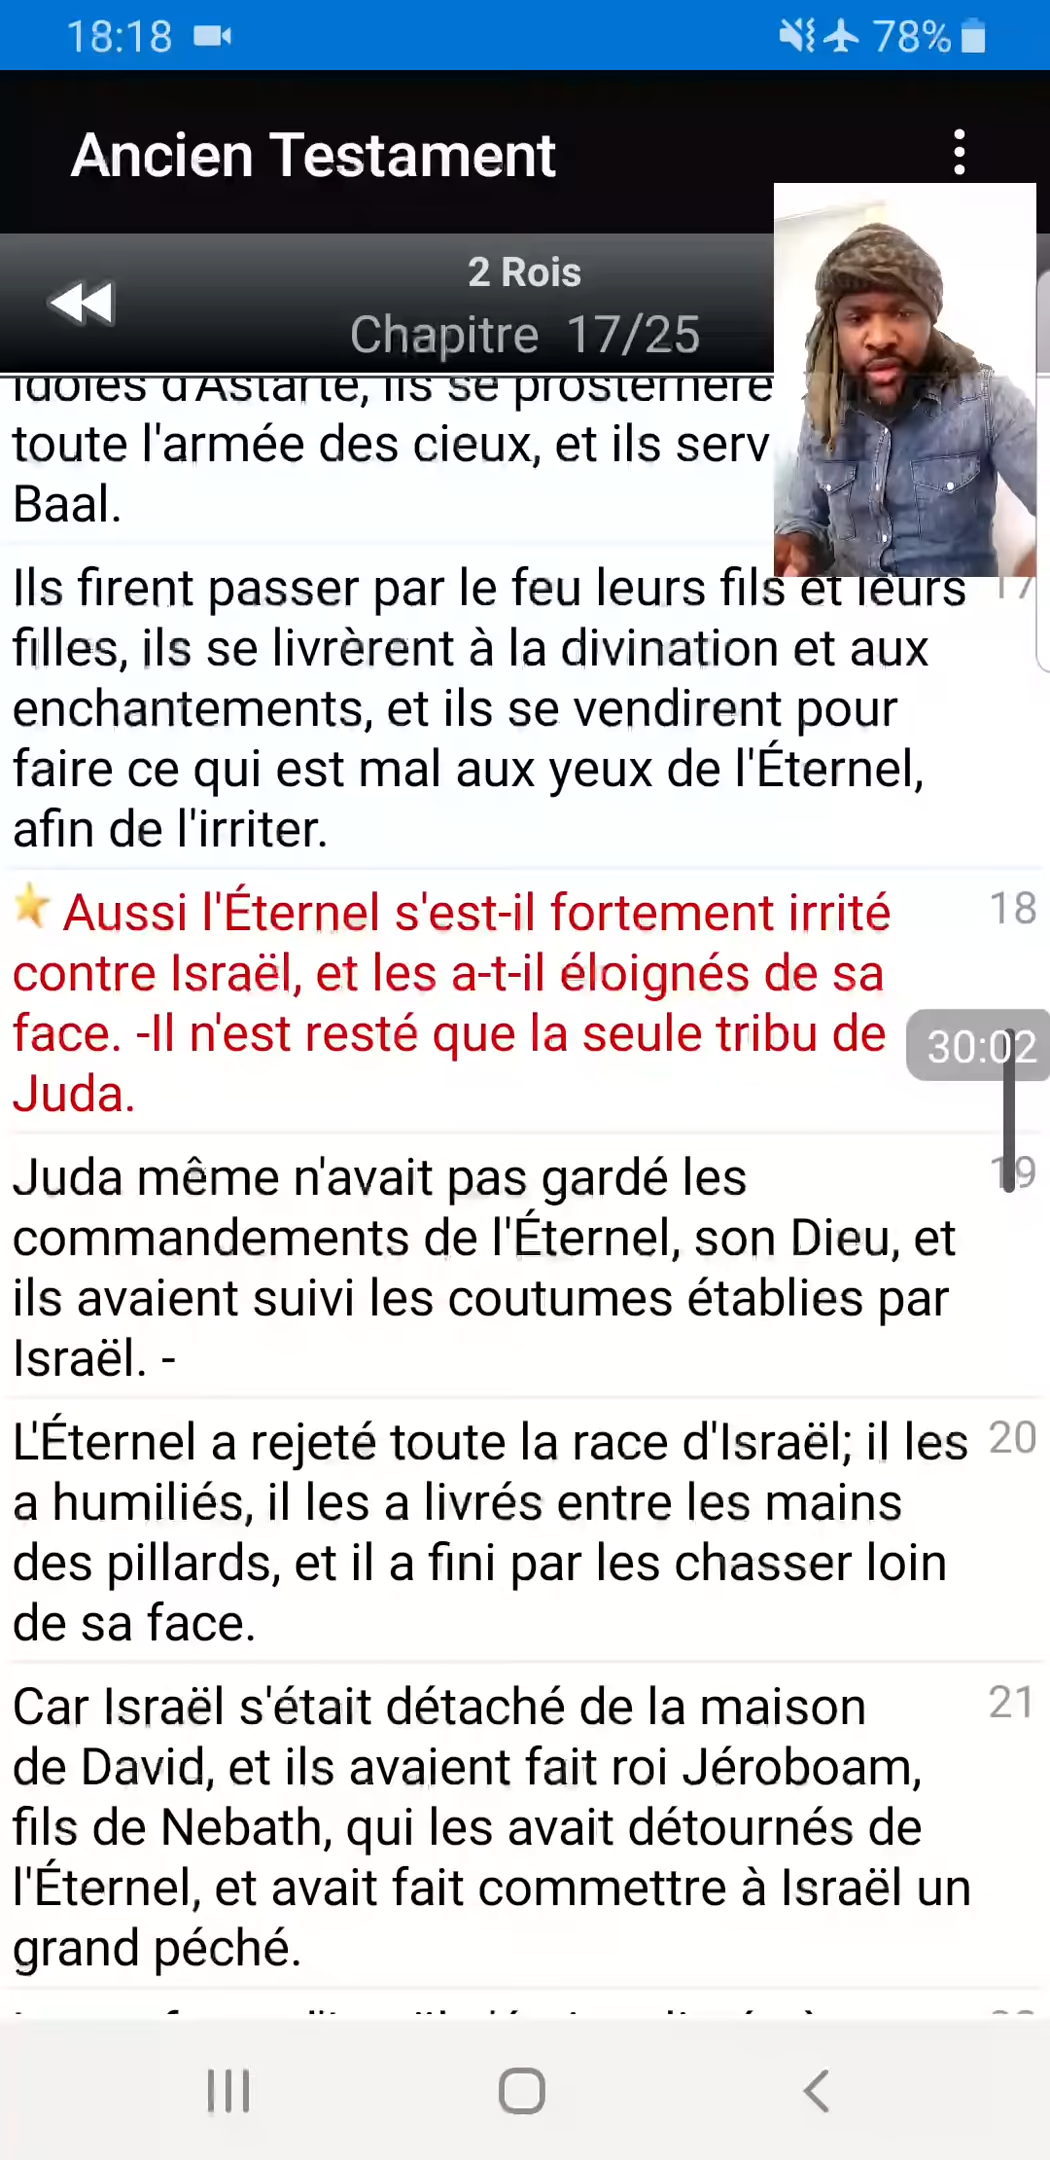 18:18 78%
Ancien Testament
2 Rois
Chapitre 17/25
idoles d'Astarté, ils se
toute l'armée des cieux, et ils
Baal.
Ils firent passer par le feu leurs fils et leurs 17
filles, ils se livrèrent à la divination et aux
enchantements, et ils se vendirent pour
faire ce qui est mal aux yeux de l'Éternel,
afin de l'irriter.
Aussi l'Éternel s'est-il fortement irrité 18
contre Israël, et les a-t-il éloignés de sa
face. -Il n'est resté que la seule tribu de
30:02
Juda.
Juda même n'avait pas gardé les 19
commandements de l'Éternel, son Dieu, et
ils avaient suivi les coutumes établies par
Israël. -
L'Éternel a rejeté toute la race d'Israël; il les 20
a humiliés, il les a livrés entre les mains
des pillards, et il a fini par les chasser loin
de sa face.
Car Israël s'était détaché de la maison 21
de David, et ils avaient fait roi Jéroboam,
fils de Nebath, qui les avait détournés de
l'Éternel, et avait fait commettre à Israël un
grand péché.